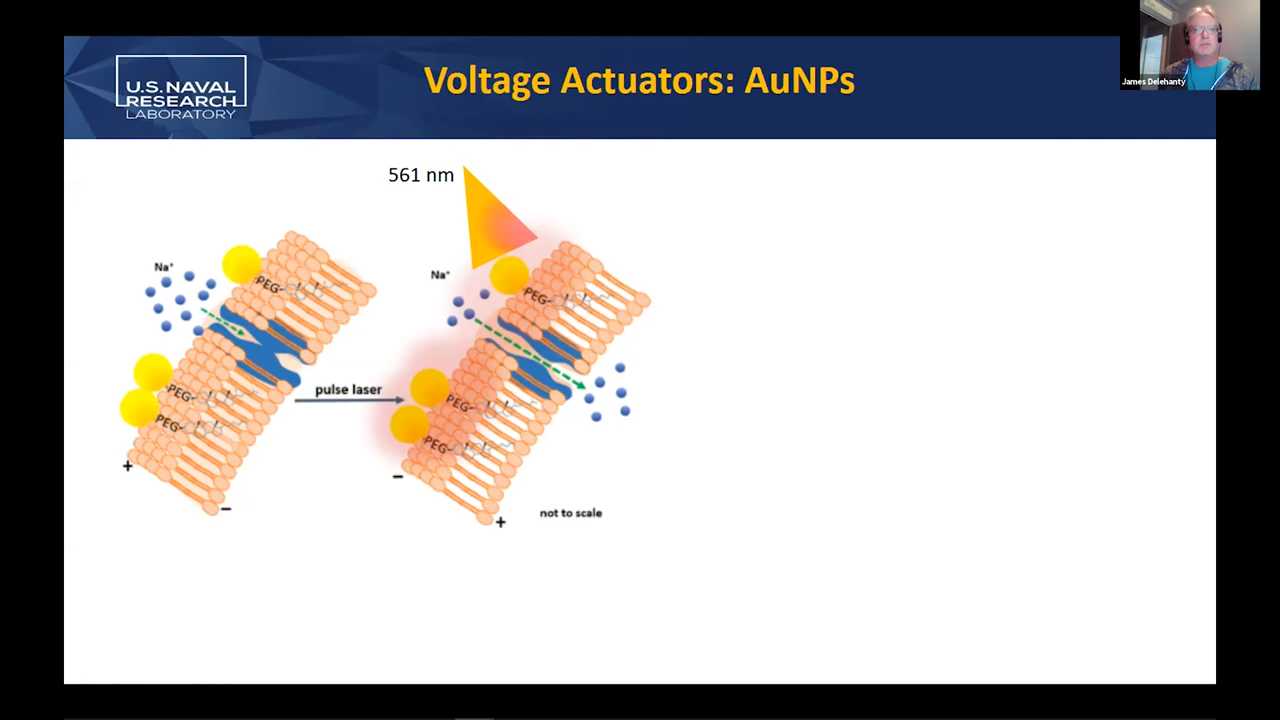 U.S. NAVAL
RESEARCH
LABORATORY
Voltage Actuators: AuNPs
James Delehanty
561 nm
Na⁺
PEG-
PEG-
PEG-
+
−
pulse laser
Na⁺
PEG-
PEG-
PEG-
−
+
not to scale